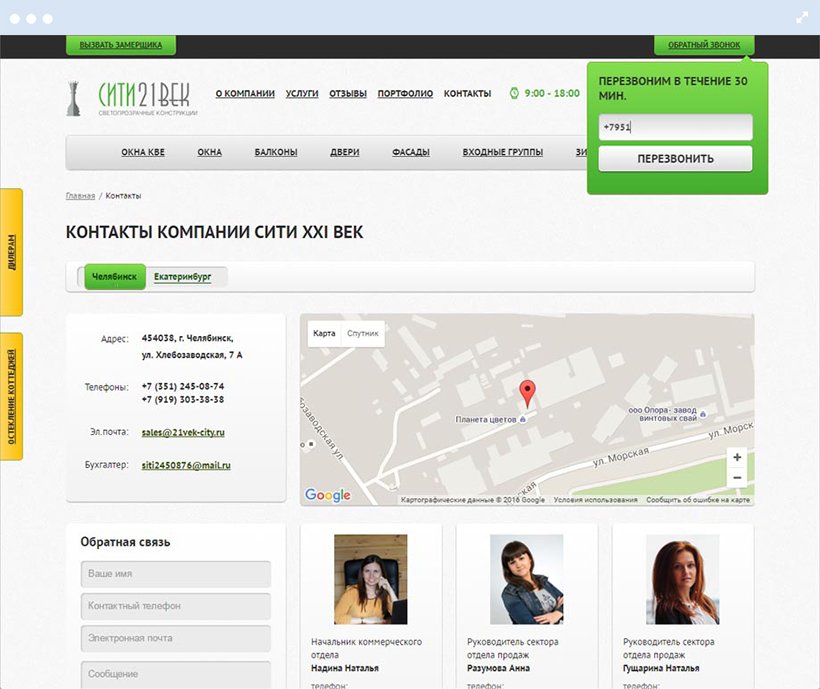 ВЫЗВАТЬ ЗАМЕРЩИКА
ОБРАТНЫЙ ЗВОНОК
ПЕРЕЗВОНИМ В ТЕЧЕНИЕ 30
МИН.
+7951
ПЕРЕЗВОНИТЬ
СИТИ21ВЕК
СВЕТОПРОЗРАЧНЫЕ КОНСТРУКЦИИ
О КОМПАНИИ УСЛУГИ ОТЗЫВЫ ПОРТФОЛИО КОНТАКТЫ 9:00 - 18:00
ОКНА КВЕ ОКНА БАЛКОНЫ ДВЕРИ ФАСАДЫ ВХОДНЫЕ ГРУППЫ ЗИ
Главная / Контакты
КОНТАКТЫ КОМПАНИИ СИТИ XXI ВЕК
Челябинск Екатеринбург
ДИЛЕРАМ
ОСТЕКЛЕНИЕ КОТТЕДЖЕЙ
Адрес: 454038, г. Челябинск,
ул. Хлебозаводская, 7 А
Телефоны: +7 (351) 245-08-74
+7 (919) 303-38-38
Эл.почта: sales@21vek-city.ru
Бухгалтер: siti2450876@mail.ru
Карта Спутник
Планета цветов
ооо Опора- завод
винтовых свай
бозаводская ул.
ул. Морская
ул. Морская
ская
+
−
Google
Картографические данные © 2016 Google Условия использования Сообщить об ошибке на карте
Обратная связь
Ваше имя
Контактный телефон
Электронная почта
Сообщение
Начальник коммерческого
отдела
Надина Наталья
телефон:
Руководитель сектора
отдела продаж
Разумова Анна
телефон:
Руководитель сектора
отдела продаж
Гущарина Наталья
телефон: